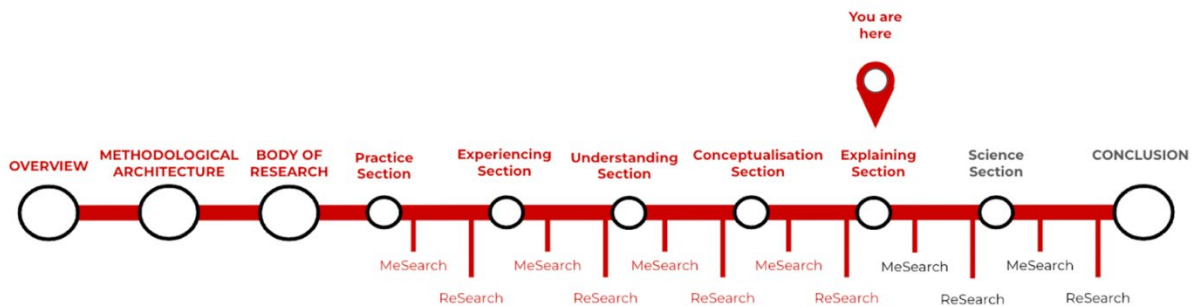 You are
here
OVERVIEW
METHODOLOGICAL
ARCHITECTURE
BODY OF
RESEARCH
Practice
Section
Experiencing
Section
Understanding
Section
Conceptualisation
Section
Explaining
Section
Science
Section
CONCLUSION
MeSearch
ReSearch
MeSearch
ReSearch
MeSearch
ReSearch
MeSearch
ReSearch
MeSearch
ReSearch
MeSearch
ReSearch